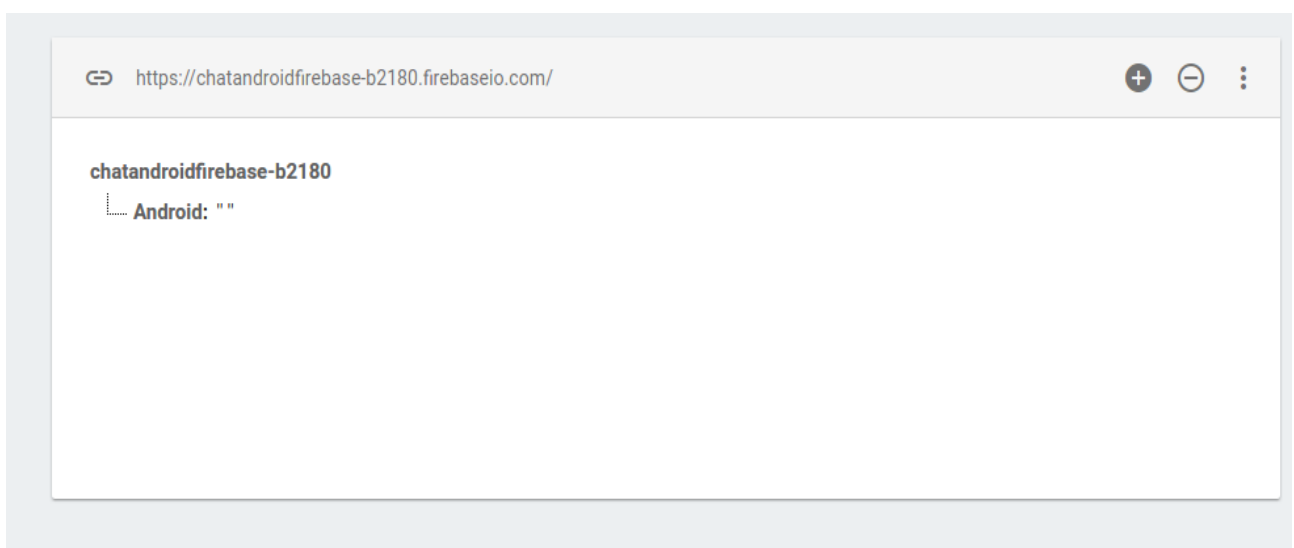 https://chatandroidfirebase-b2180.firebaseio.com/
chatandroidfirebase-b2180
Android: " "